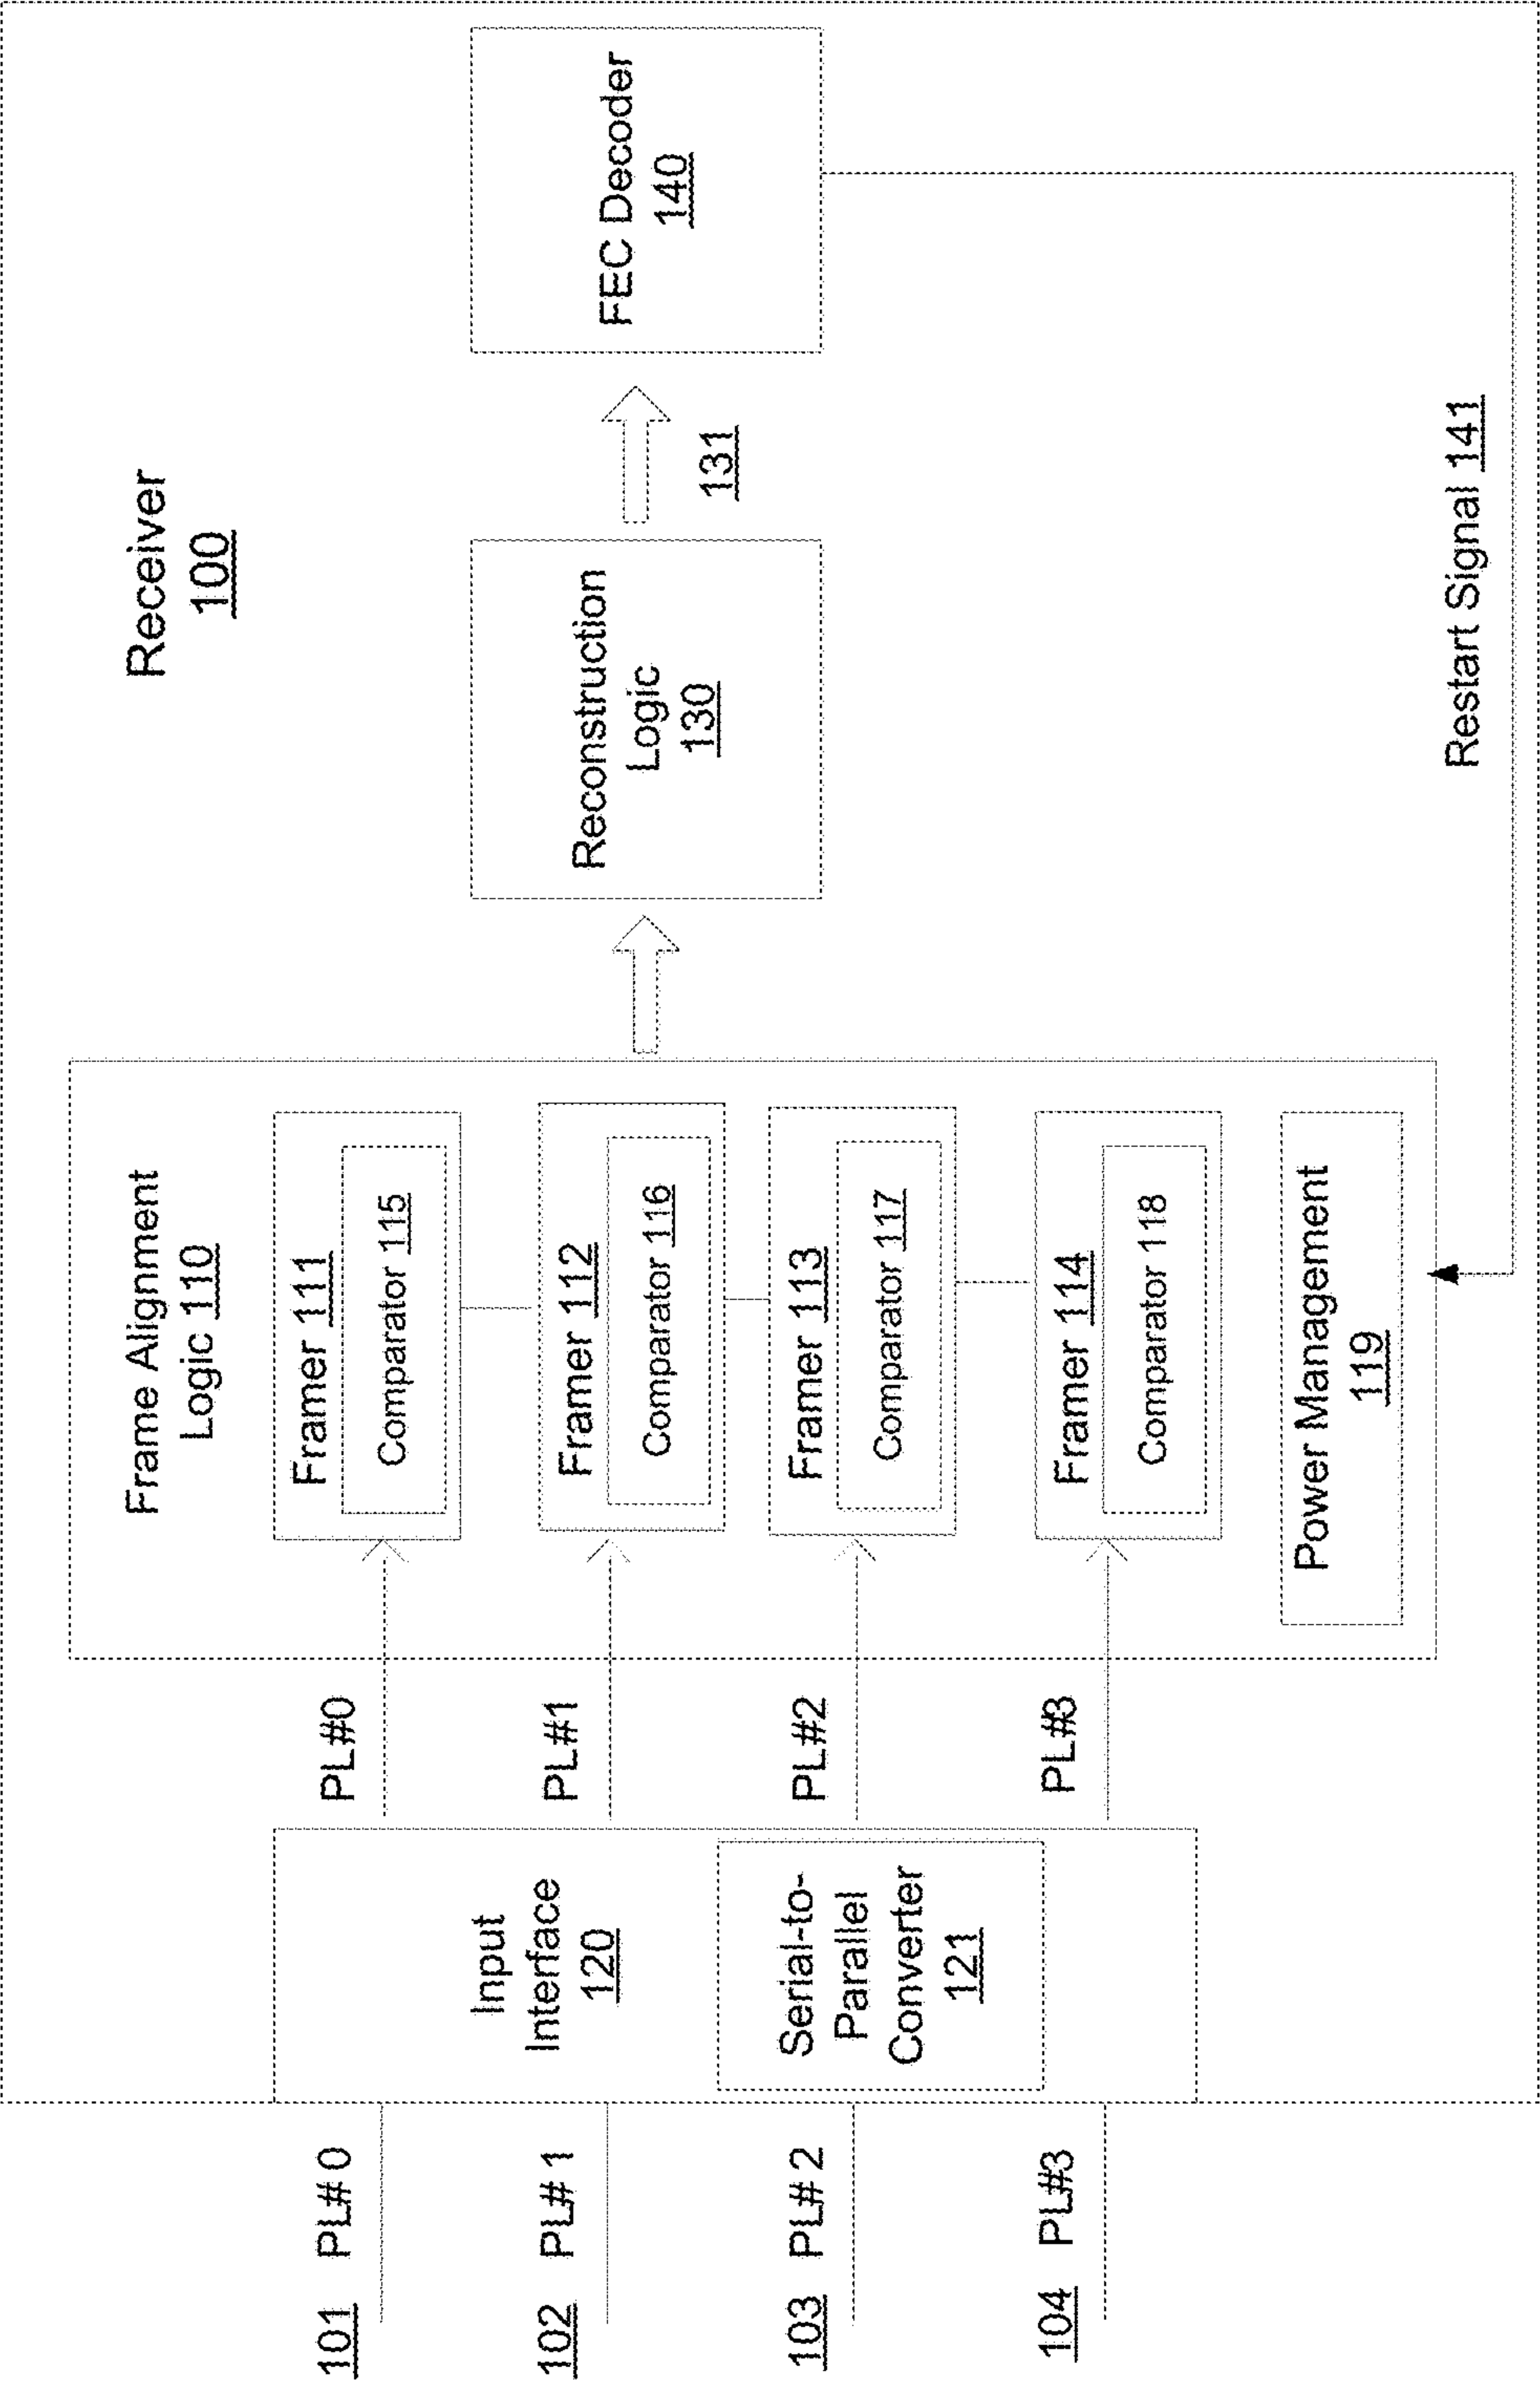 Receiver
100
101 PL# 0
102 PL# 1
103 PL# 2
104 PL#3
Input
Interface
120
Serial-to-
Parallel
Converter
121
PL#0
PL#1
PL#2
PL#3
Frame Alignment
Logic 110
Framer 111
Comparator 115
Framer 112
Comparator 116
Framer 113
Comparator 117
Framer 114
Comparator 118
Power Management
119
Reconstruction
Logic
130
131
FEC Decoder
140
Restart Signal 141